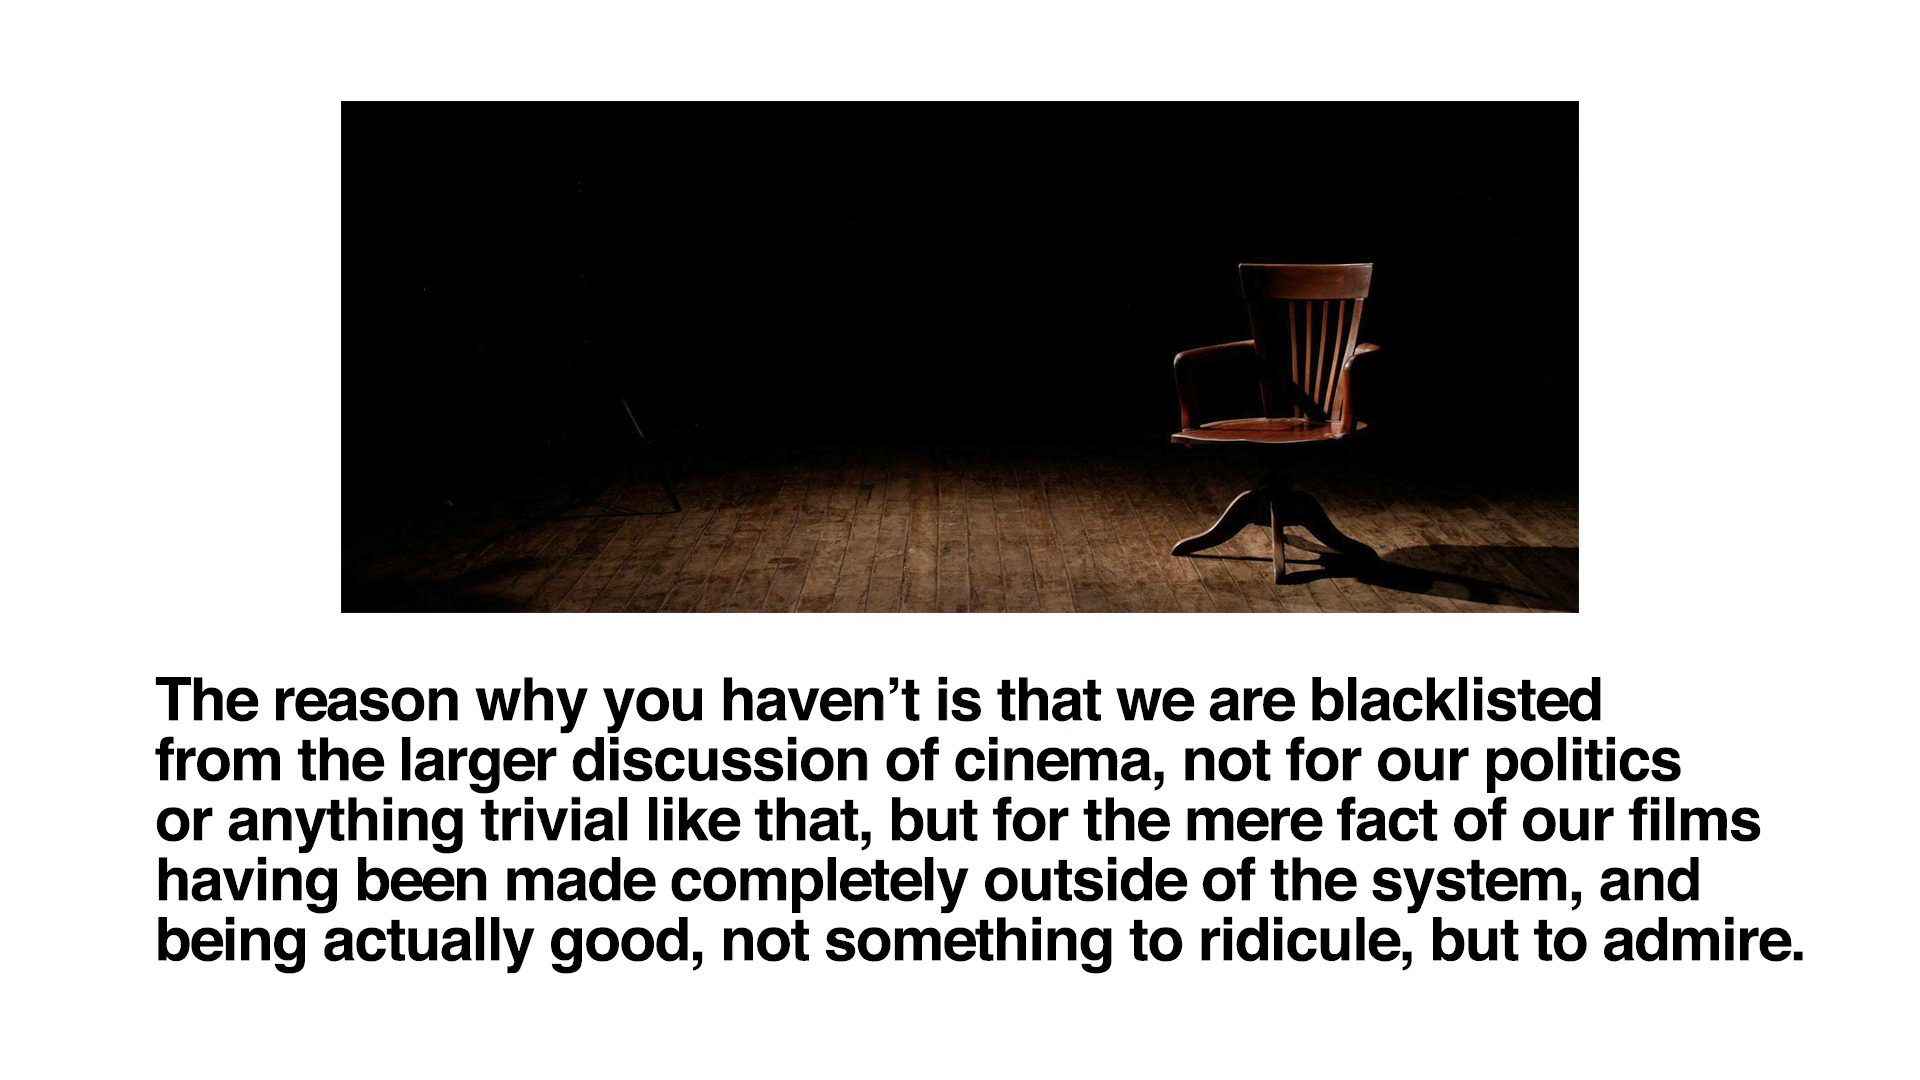 The reason why you haven’t is that we are blacklisted
from the larger discussion of cinema, not for our politics
or anything trivial like that, but for the mere fact of our films
having been made completely outside of the system, and
being actually good, not something to ridicule, but to admire.